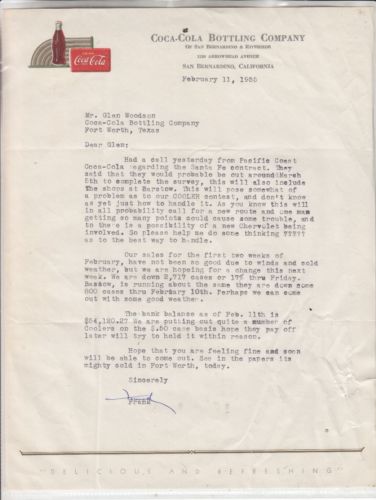 Coca-Cola
COCA-COLA BOTTLING COMPANY
OF SAN BERNARDINO & RIVERSIDE
1126 ARROWHEAD AVENUE
SAN BERNARDINO, CALIFORNIA
February 11, 1955
Mr. Glen Woodson
Coca-Cola Bottling Company
Fort Worth, Texas
Dear Glen:
Had a call yesterday from Pacific Coast
Coca-Cola regarding the Santa Fe contract. They
said that they would probable be out around March
5th to complete the survey, this will also include
the shops at Barstow. This will pose somewhat of
a problem as to our COOLER contract, and don't know
as yet just how to handle it. As you know this will
in all probability call for a new route and one man
getting so many points could cause some trouble, and
to there is a possibility of a new Chevrolet being
involved. So please help me do some thinking ?????
as to the best way to handle.
Our sales for the first two weeks of
February, have not been so good due to winds and cold
weather, but we are hoping for a change this next
week. We are down 2,717 cases or 17% thru Friday.
is running about the same they are down some
800 cases thru February 10th. Perhaps we can come
out with some good weather.
The bank balance as of Feb. 11th is
$54,120.27 We are putting out quite a number of
Coolers on the $.50 case basis hope they pay off
later will try to hold it within reason.
Hope that you are feeling fine and soon
will be able to come out. See in the papers its
mighty cold in Fort Worth, today.
Sincerely
Frank
"DELICIOUS AND REFRESHING"